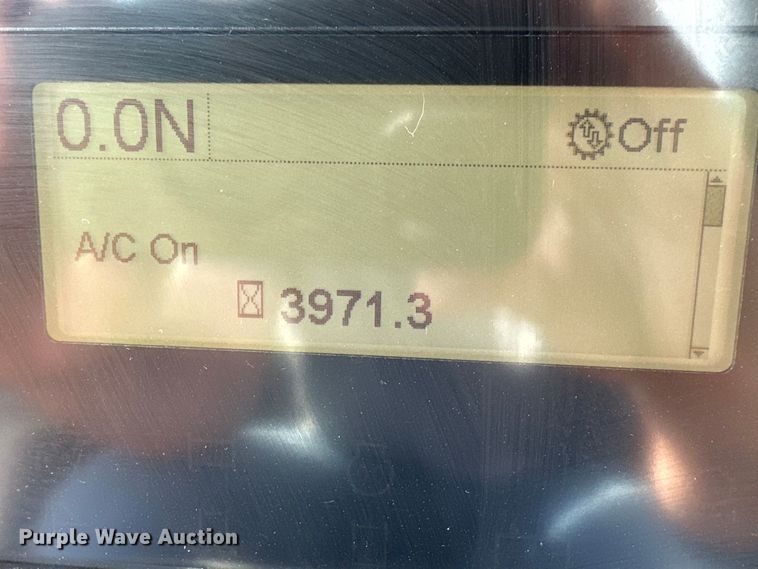 0.0N
Off
A/C On
3971.3
Purple Wave Auction